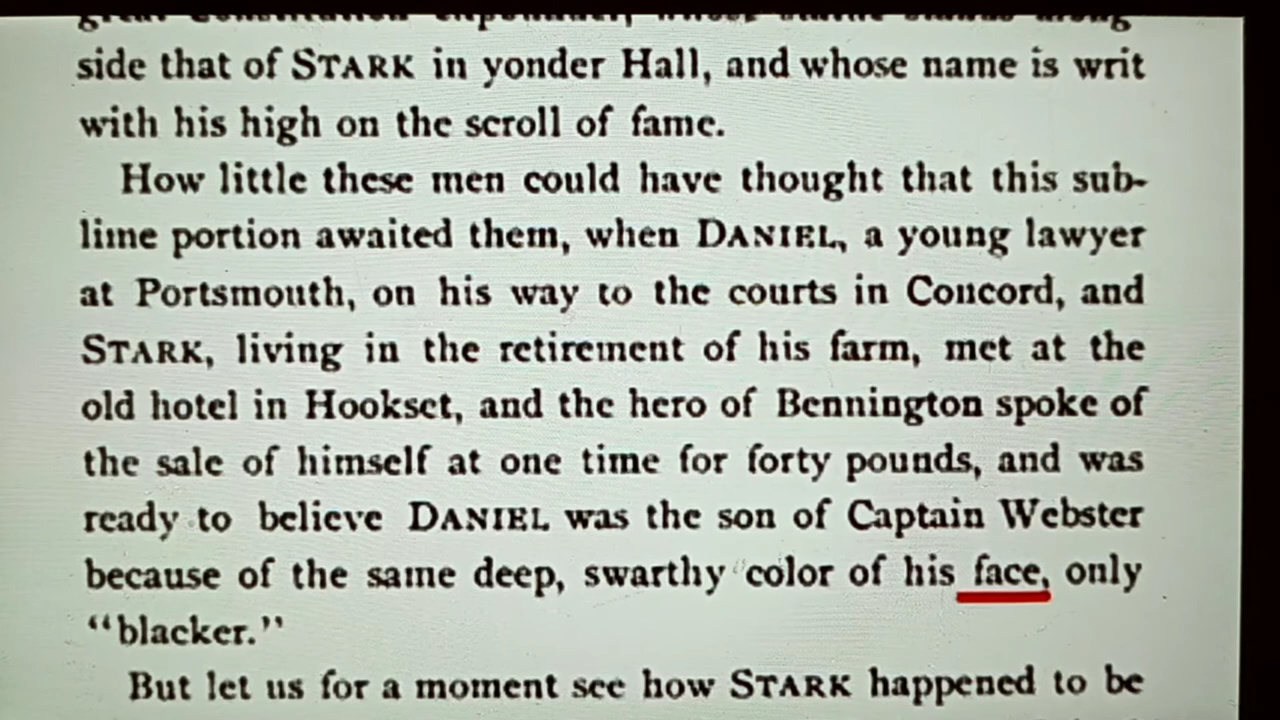 side that of STARK in yonder Hall, and whose name is writ
with his high on the scroll of fame.
How little these men could have thought that this sub-
lime portion awaited them, when DANIEL, a young lawyer
at Portsmouth, on his way to the courts in Concord, and
STARK, living in the retirement of his farm, met at the
old hotel in Hookset, and the hero of Bennington spoke of
the sale of himself at one time for forty pounds, and was
ready to believe DANIEL was the son of Captain Webster
because of the same deep, swarthy color of his face, only
“blacker.”
But let us for a moment see how STARK happened to be